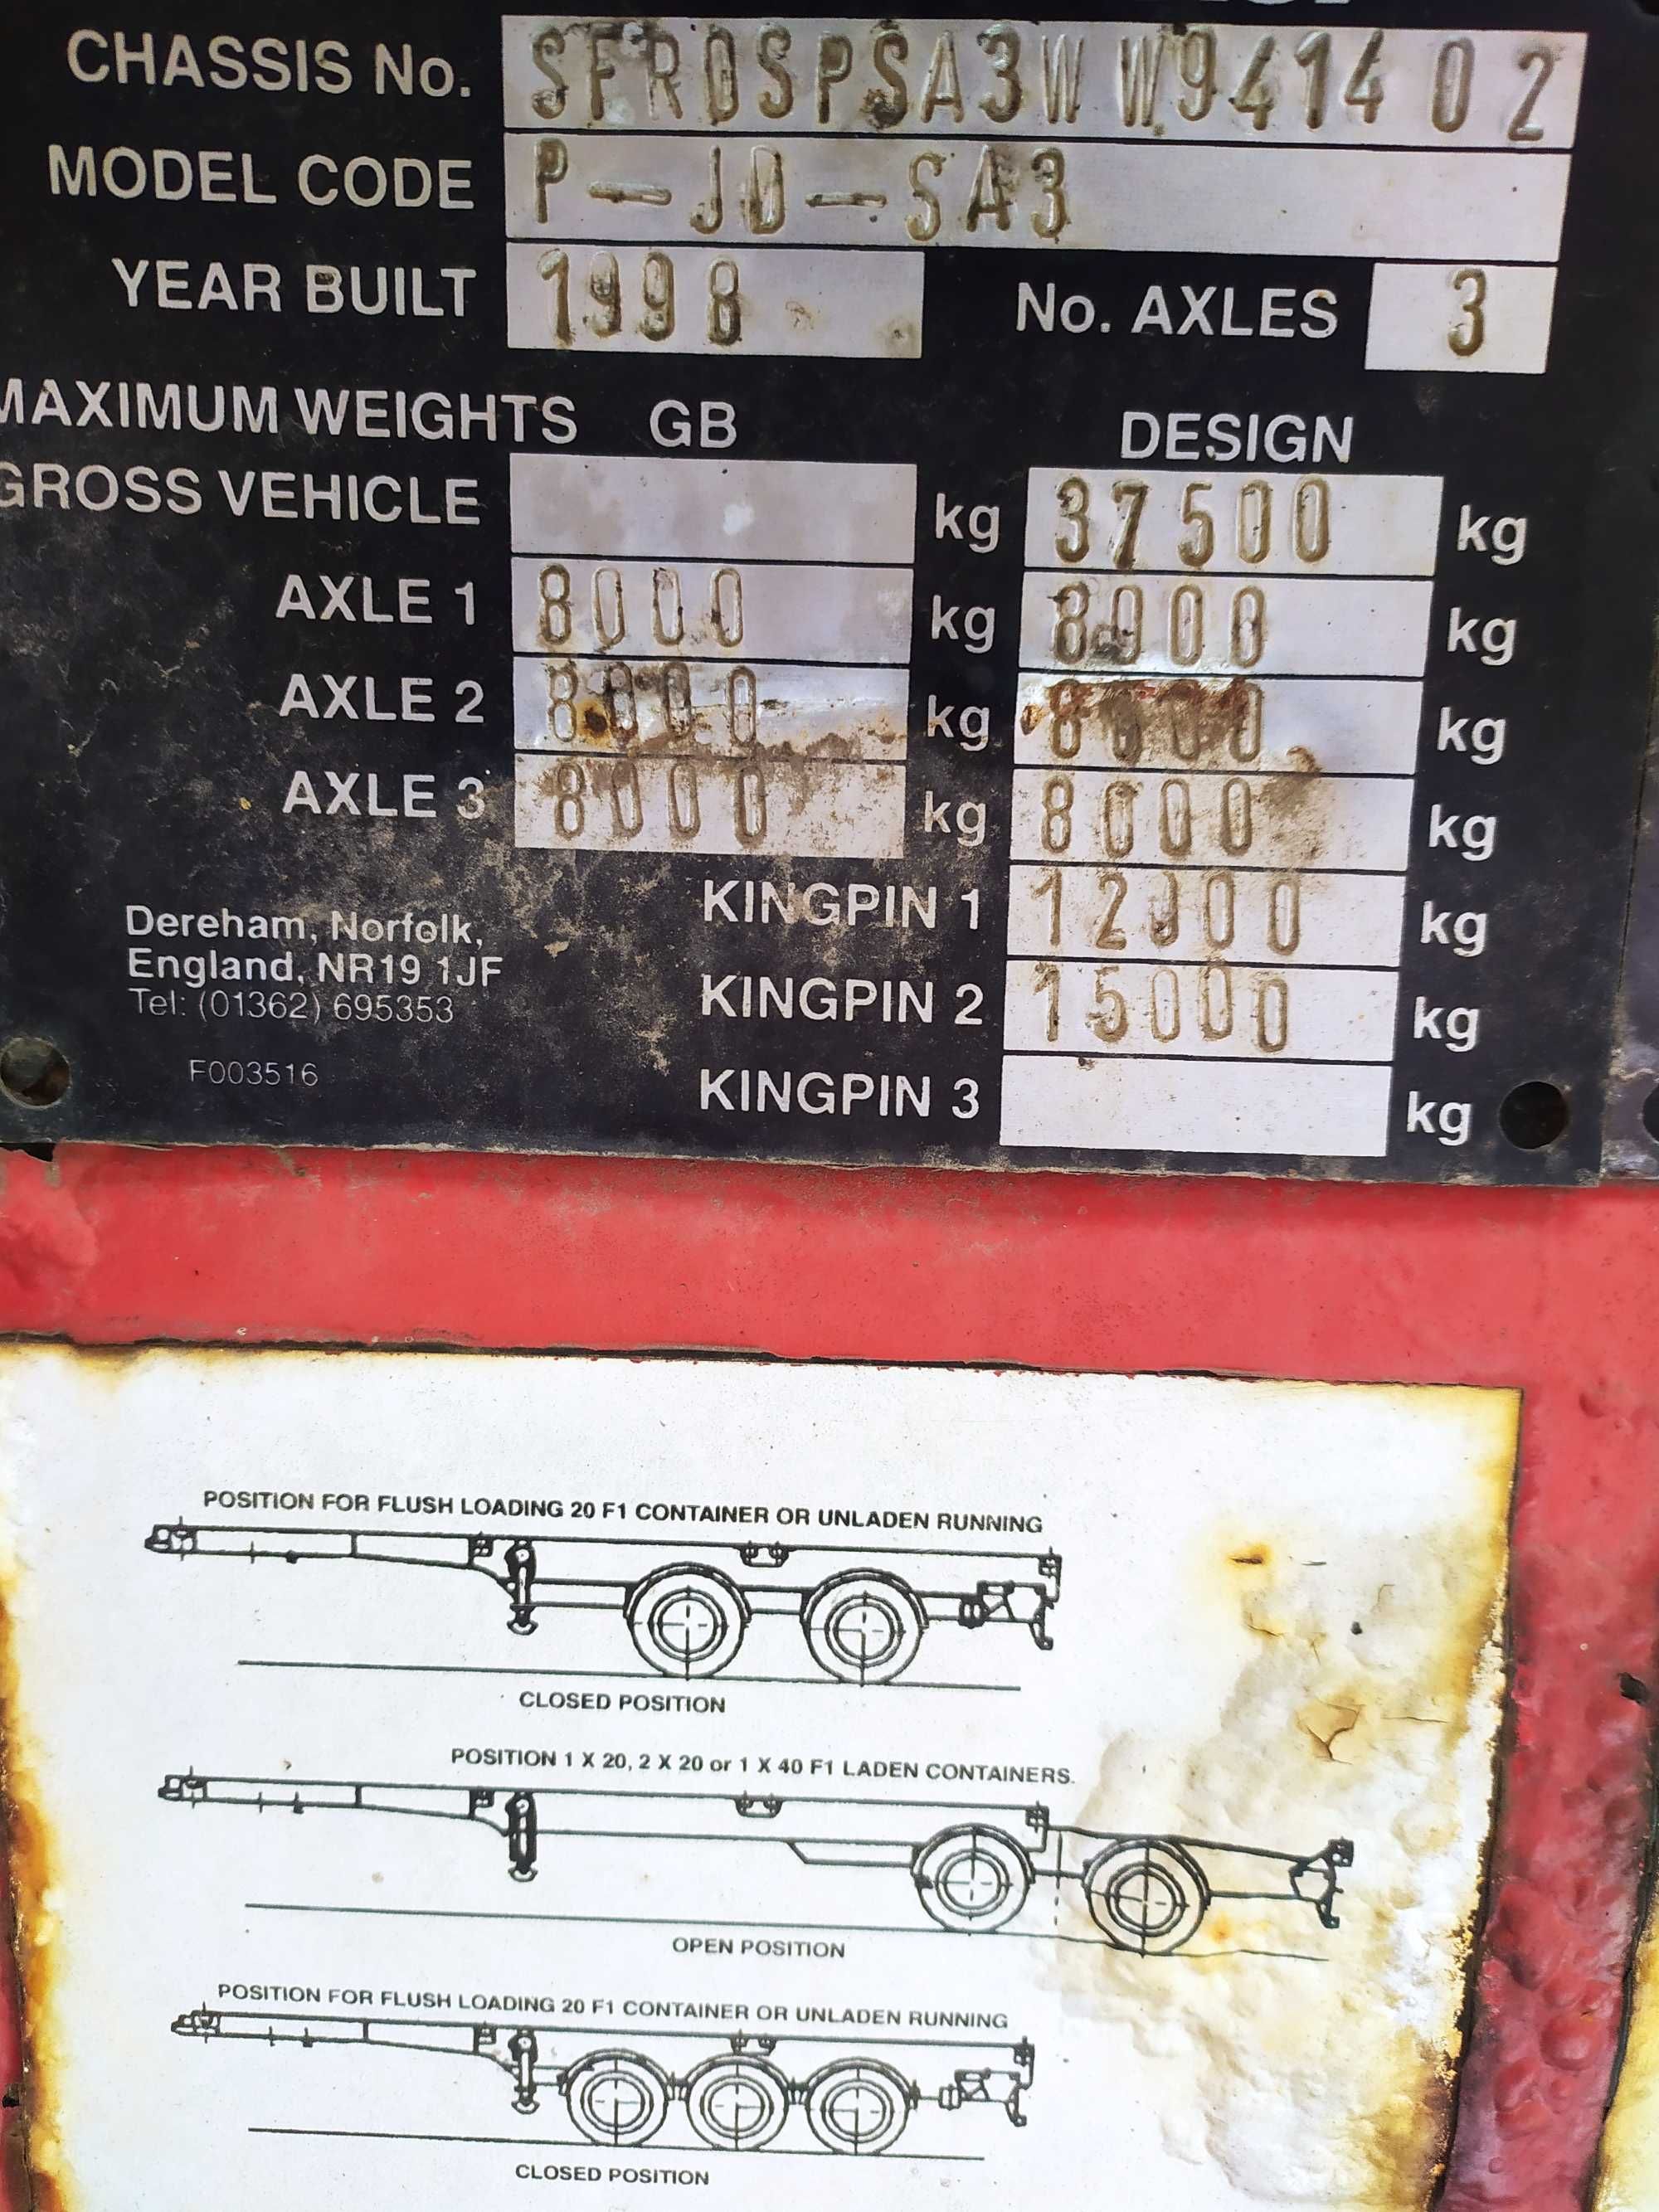 CHASSIS No. SFRDSPSA3WW941402
MODEL CODE P-JD-SA3
YEAR BUILT 1998 No. AXLES 3
MAXIMUM WEIGHTS GB DESIGN
GROSS VEHICLE kg 37500 kg
AXLE 1 8000 kg 8000 kg
AXLE 2 8000 kg 8000 kg
AXLE 3 8000 kg 8000 kg
KINGPIN 1 12000 kg
KINGPIN 2 15000 kg
KINGPIN 3 kg
Dereham, Norfolk,
England, NR19 1JF
Tel: (01362) 695353
F003516
POSITION FOR FLUSH LOADING 20 F1 CONTAINER OR UNLADEN RUNNING
CLOSED POSITION
POSITION 1 X 20, 2 X 20 or 1 X 40 F1 LADEN CONTAINERS.
OPEN POSITION
POSITION FOR FLUSH LOADING 20 F1 CONTAINER OR UNLADEN RUNNING
CLOSED POSITION